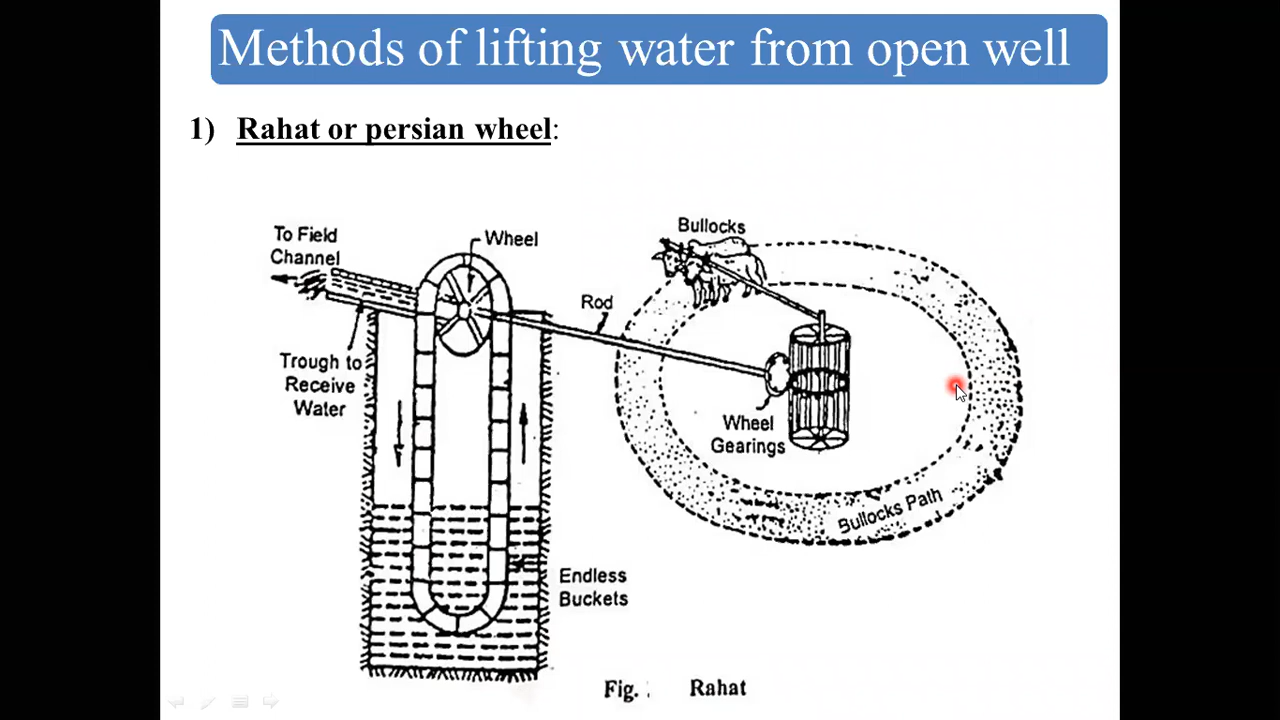 Methods of lifting water from open well
1) Rahat or persian wheel:
Bullocks
To Field
Channel
Wheel
Rod
Trough to
Receive
Water
Wheel
Gearings
Bullocks Path
Endless
Buckets
Fig. : Rahat